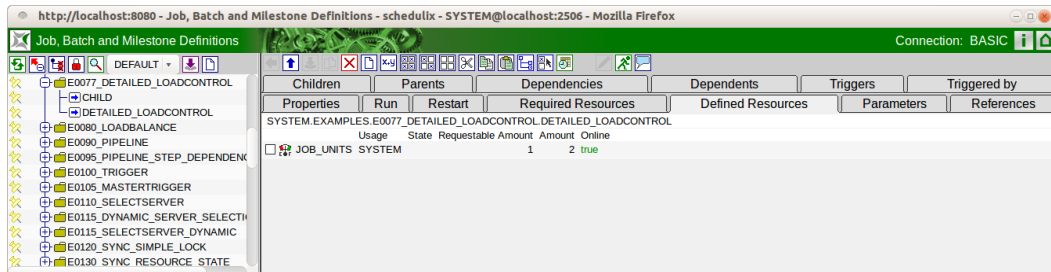 http://localhost:8080 - Job, Batch and Milestone Definitions - schedulix - SYSTEM@localhost:2506 - Mozilla Firefox
Job, Batch and Milestone Definitions
Connection: BASIC
DEFAULT
E0077_DETAILED_LOADCONTROL
CHILD
DETAILED_LOADCONTROL
E0080_LOADBALANCE
E0090_PIPELINE
E0095_PIPELINE_STEP_DEPENDEN
E0100_TRIGGER
E0105_MASTERTRIGGER
E0110_SELECTSERVER
E0115_DYNAMIC_SERVER_SELECTI
E0115_SELECTSERVER_DYNAMIC
E0120_SYNC_SIMPLE_LOCK
E0130_SYNC_RESOURCE_STATE
Children Parents Dependencies Dependents Triggers Triggered by
Properties Run Restart Required Resources Defined Resources Parameters References
SYSTEM.EXAMPLES.E0077_DETAILED_LOADCONTROL.DETAILED_LOADCONTROL
Usage State Requestable Amount Amount Online
JOB_UNITS SYSTEM 1 2 true